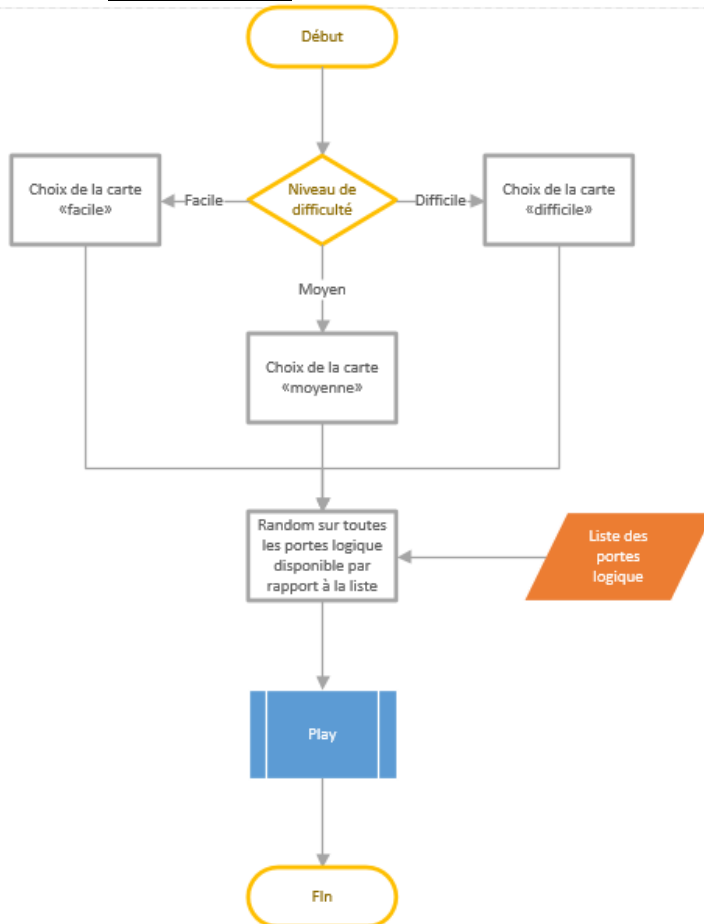 Début
Niveau de
difficulté
Facile
Difficile
Choix de la carte
«facile»
Choix de la carte
«difficile»
Moyen
Choix de la carte
«moyenne»
Random sur toutes
les portes logique
disponible par
rapport à la liste
Liste des
portes
logique
Play
FIn